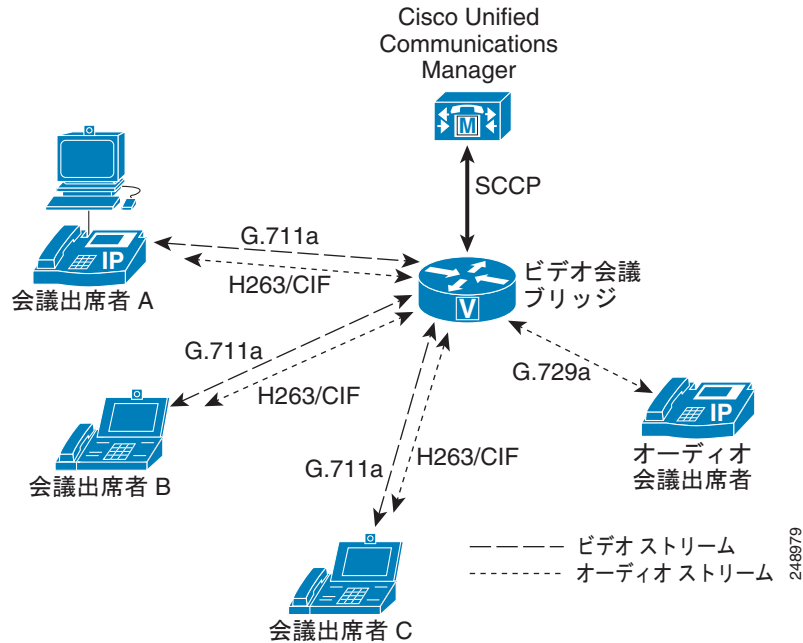 Cisco Unified
Communications
Manager
M
SCCP
G.711a
IP
H263/CIF
会議出席者 A
ビデオ会議
ブリッジ
V
G.711a
H263/CIF
G.729a
IP
会議出席者 B
G.711a
H263/CIF
オーディオ
会議出席者
会議出席者 C
ビデオ ストリーム
オーディオ ストリーム
248979